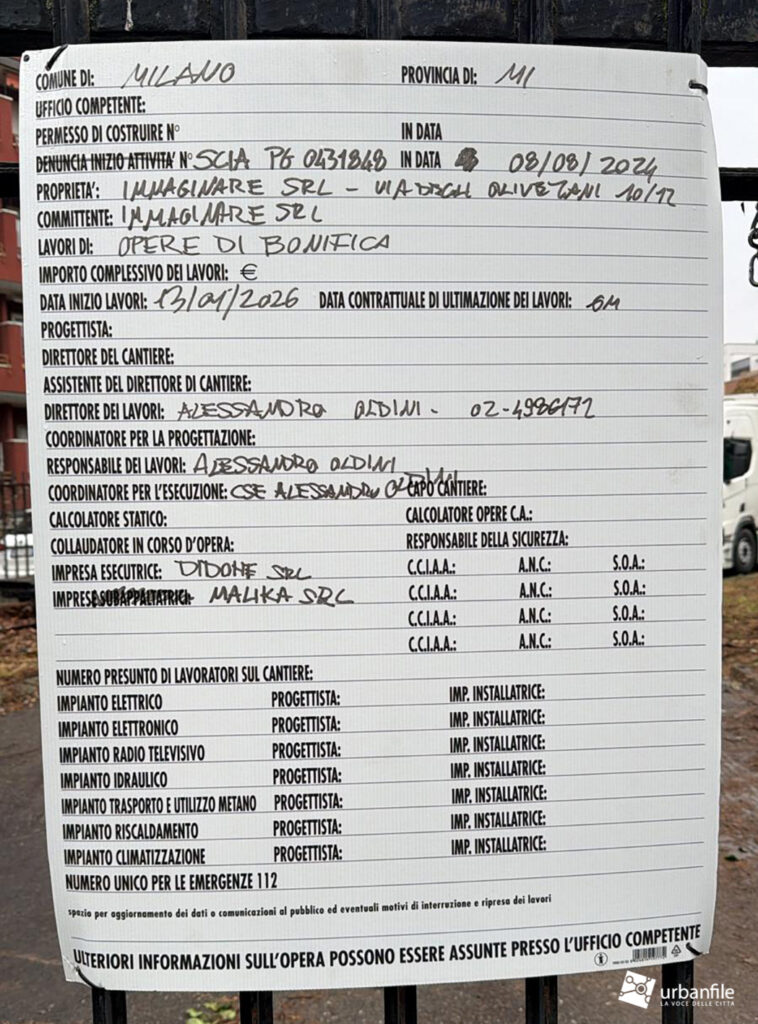 COMUNE DI: MILANO PROVINCIA DI: MI
UFFICIO COMPETENTE:
PERMESSO DI COSTRUIRE N° IN DATA
DENUNCIA INIZIO ATTIVITA' N° SCIA PG 0431848 IN DATA 08/08/2024
PROPRIETA': IMMAGINARE SRL - VIA DEGLI OLIVETANI 10/12
COMMITTENTE: IMMAGINARE SRL
LAVORI DI: OPERE DI BONIFICA
IMPORTO COMPLESSIVO DEI LAVORI: €
DATA INIZIO LAVORI: 13/01/2026 DATA CONTRATTUALE DI ULTIMAZIONE DEI LAVORI: 6M
PROGETTISTA:
DIRETTORE DEL CANTIERE:
ASSISTENTE DEL DIRETTORE DI CANTIERE:
DIRETTORE DEI LAVORI: ALESSANDRO OLDINI - 02-4986172
COORDINATORE PER LA PROGETTAZIONE:
RESPONSABILE DEI LAVORI: ALESSANDRO OLDINI
COORDINATORE PER L'ESECUZIONE: CSE ALESSANDRO OLDINI CAPO CANTIERE:
CALCOLATORE STATICO: CALCOLATORE OPERE C.A.:
COLLAUDATORE IN CORSO D'OPERA: RESPONSABILE DELLA SICUREZZA:
IMPRESA ESECUTRICE: DIDONE SRL C.C.I.A.A.: A.N.C.: S.O.A.:
IMPRESE SUBAPPALTATRICI: MALIKA SRL C.C.I.A.A.: A.N.C.: S.O.A.:
C.C.I.A.A.: A.N.C.: S.O.A.:
C.C.I.A.A.: A.N.C.: S.O.A.:
NUMERO PRESUNTO DI LAVORATORI SUL CANTIERE:
IMPIANTO ELETTRICO PROGETTISTA: IMP. INSTALLATRICE:
IMPIANTO ELETTRONICO PROGETTISTA: IMP. INSTALLATRICE:
IMPIANTO RADIO TELEVISIVO PROGETTISTA: IMP. INSTALLATRICE:
IMPIANTO IDRAULICO PROGETTISTA: IMP. INSTALLATRICE:
IMPIANTO TRASPORTO E UTILIZZO METANO PROGETTISTA: IMP. INSTALLATRICE:
IMPIANTO RISCALDAMENTO PROGETTISTA: IMP. INSTALLATRICE:
IMPIANTO CLIMATIZZAZIONE PROGETTISTA: IMP. INSTALLATRICE:
NUMERO UNICO PER LE EMERGENZE 112
spazio per aggiornamento dei dati o comunicazioni al pubblico ed eventuali motivi di interruzione e ripresa dei lavori
ULTERIORI INFORMAZIONI SULL'OPERA POSSONO ESSERE ASSUNTE PRESSO L'UFFICIO COMPETENTE
urbanfile
LA VOCE DELLE CITTÀ